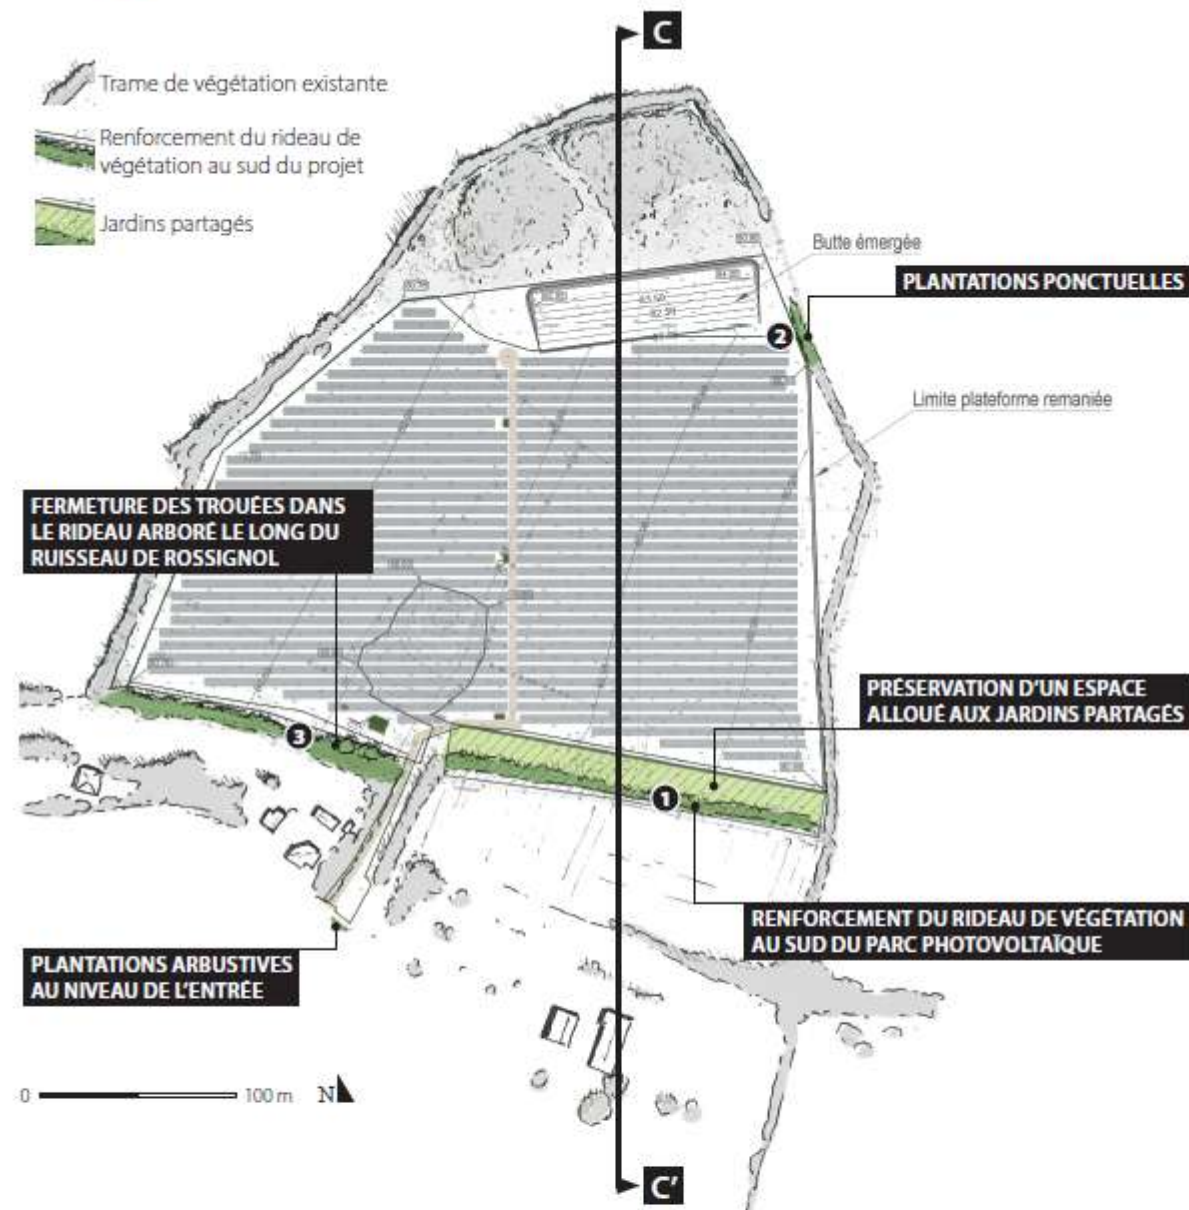 C
Trame de végétation existante
Renforcement du rideau de
végétation au sud du projet
Jardins partagés
Butte émergée
PLANTATIONS PONCTUELLES
2
Limite plateforme remaniée
FERMETURE DES TROUÉES DANS
LE RIDEAU ARBORÉ LE LONG DU
RUISSEAU DE ROSSIGNOL
PRÉSERVATION D'UN ESPACE
ALLOUÉ AUX JARDINS PARTAGÉS
3
1
RENFORCEMENT DU RIDEAU DE VÉGÉTATION
AU SUD DU PARC PHOTOVOLTAÏQUE
PLANTATIONS ARBUSTIVES
AU NIVEAU DE L'ENTRÉE
0 100 m N
C'